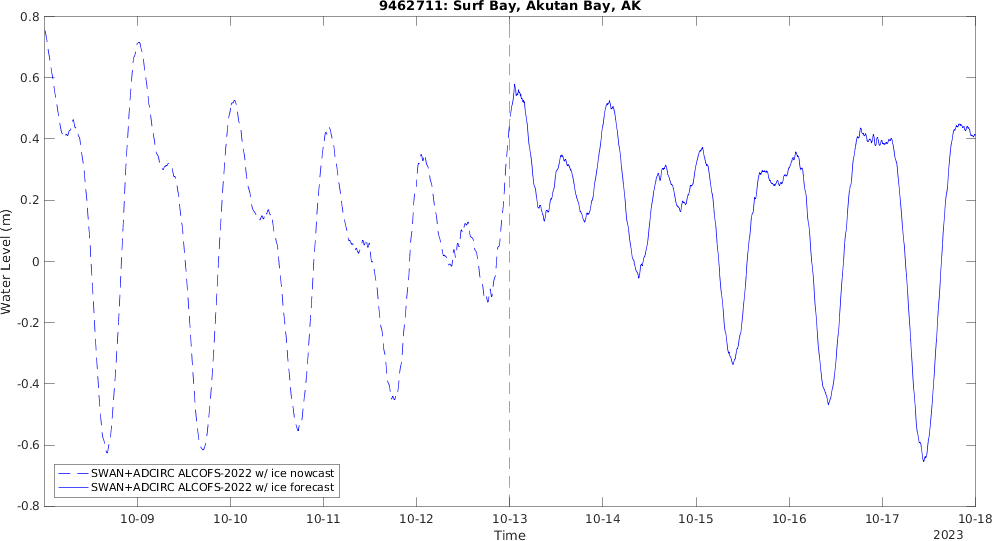 9462711: Surf Bay, Akutan Bay, AK
0.8
0.6
0.4
0.2
0
-0.2
-0.4
-0.6
-0.8
Water Level (m)
SWAN+ADCIRC ALCOFS-2022 w/ ice nowcast
SWAN+ADCIRC ALCOFS-2022 w/ ice forecast
10-09 10-10 10-11 10-12 10-13 10-14 10-15 10-16 10-17 10-18
Time
2023